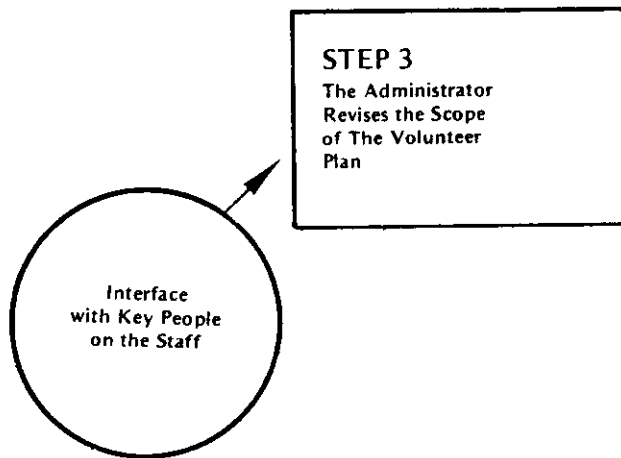 STEP 3
The Administrator
Revises the Scope
of The Volunteer
Plan
Interface
with Key People
on the Staff